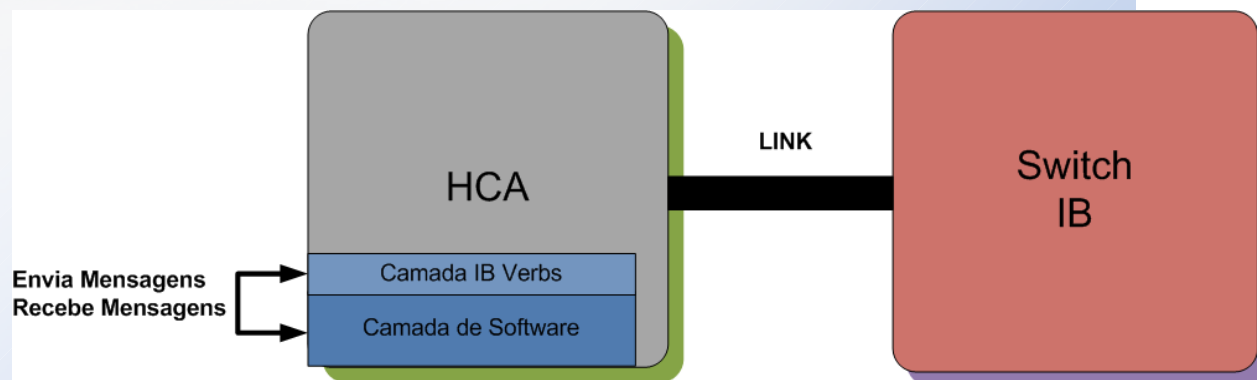 HCA
LINK
Switch
IB
Camada IB Verbs
Camada de Software
Envia Mensagens
Recebe Mensagens